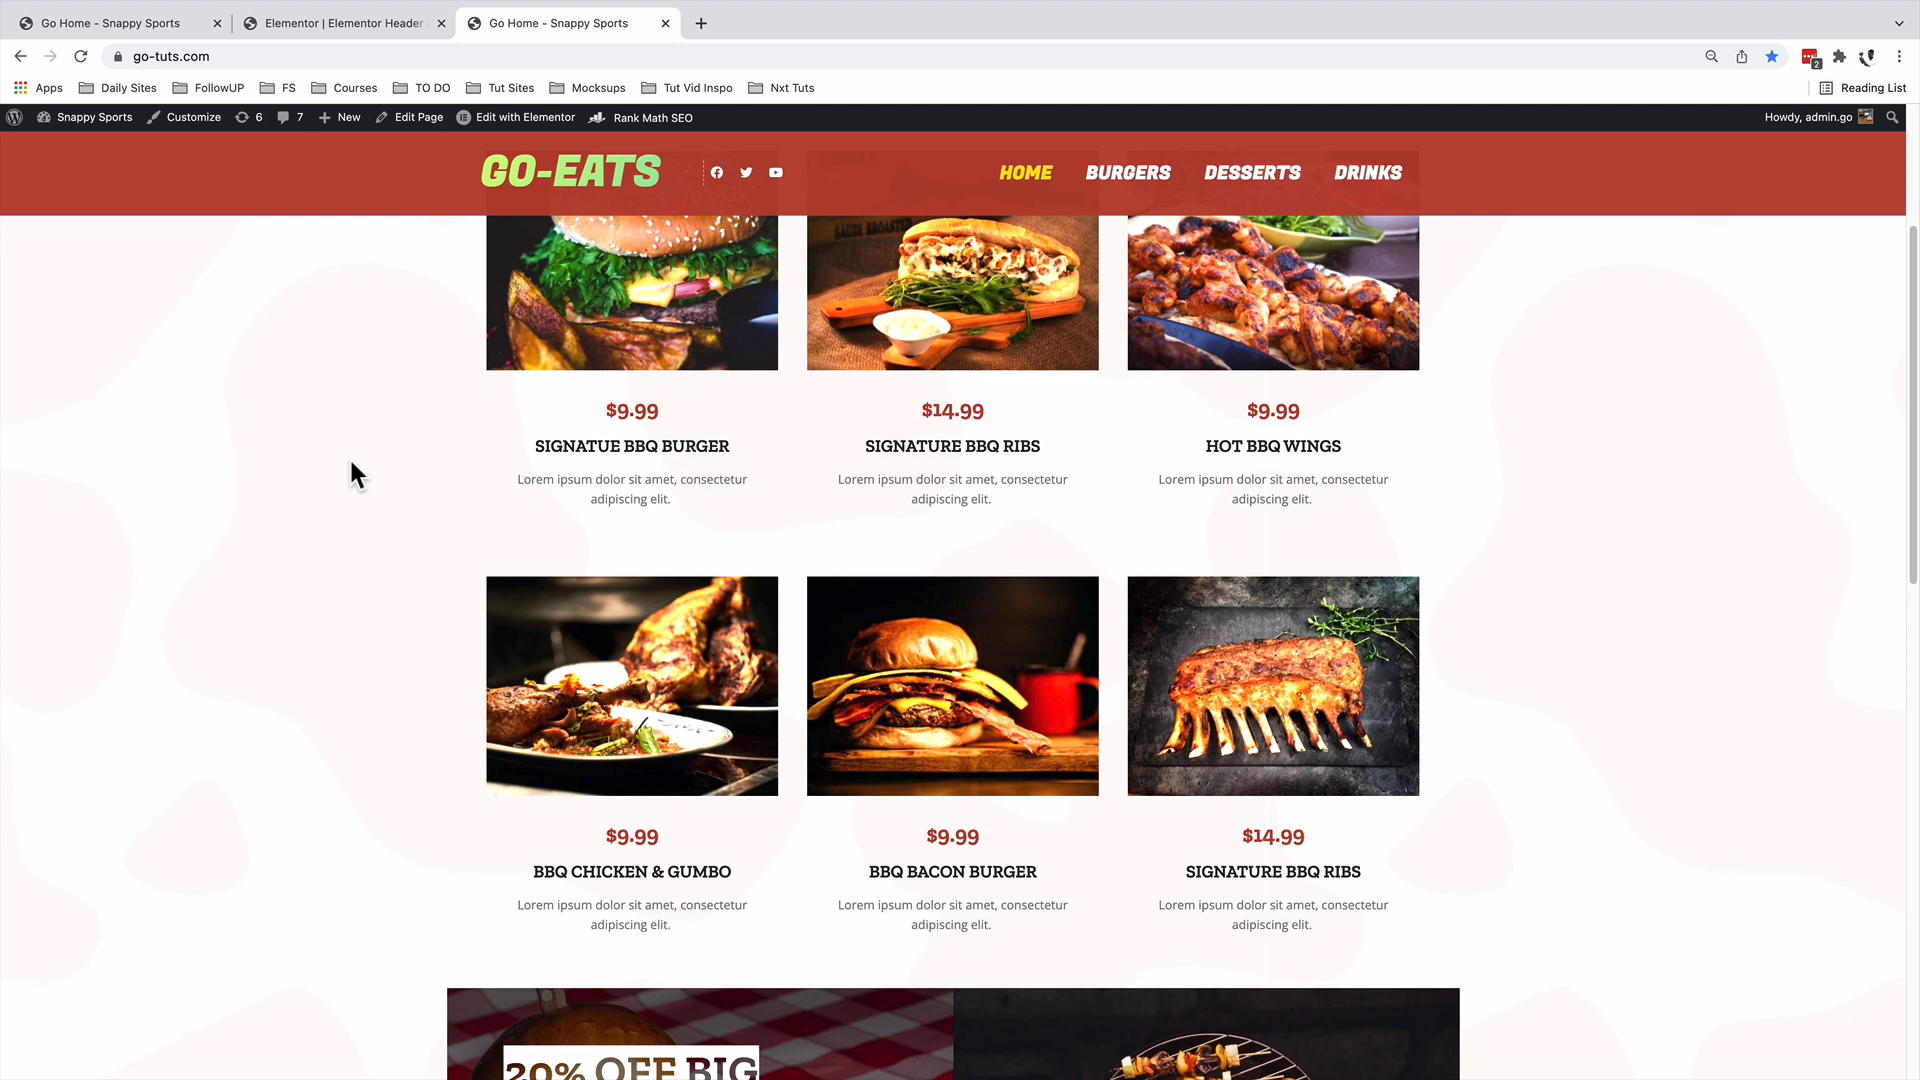 Go Home - Snappy Sports
Elementor | Elementor Header
Go Home - Snappy Sports
go-tuts.com
2
Apps
Daily Sites
FollowUP
FS
Courses
TO DO
Tut Sites
Mocksups
Tut Vid Inspo
Nxt Tuts
Reading List
Snappy Sports
Customize
6
7
New
Edit Page
Edit with Elementor
Rank Math SEO
Howdy, admin.go
GO-EATS
HOME
BURGERS
DESSERTS
DRINKS
$9.99
SIGNATUE BBQ BURGER
Lorem ipsum dolor sit amet, consectetur
adipiscing elit.
$14.99
SIGNATURE BBQ RIBS
Lorem ipsum dolor sit amet, consectetur
adipiscing elit.
$9.99
HOT BBQ WINGS
Lorem ipsum dolor sit amet, consectetur
adipiscing elit.
$9.99
BBQ CHICKEN & GUMBO
Lorem ipsum dolor sit amet, consectetur
adipiscing elit.
$9.99
BBQ BACON BURGER
Lorem ipsum dolor sit amet, consectetur
adipiscing elit.
$14.99
SIGNATURE BBQ RIBS
Lorem ipsum dolor sit amet, consectetur
adipiscing elit.
20% OFF BIG